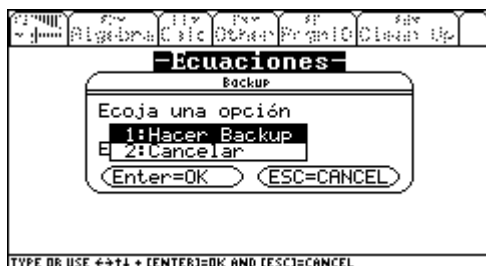 Algebra Calc Other PrgmIO Clean Up
-Ecuaciones-
Backup
Ecoja una opción
1:Hacer Backup
E 2:Cancelar
Enter=OK ESC=CANCEL
TYPE OR USE ←→↑↓ + [ENTER]=OK AND [ESC]=CANCEL